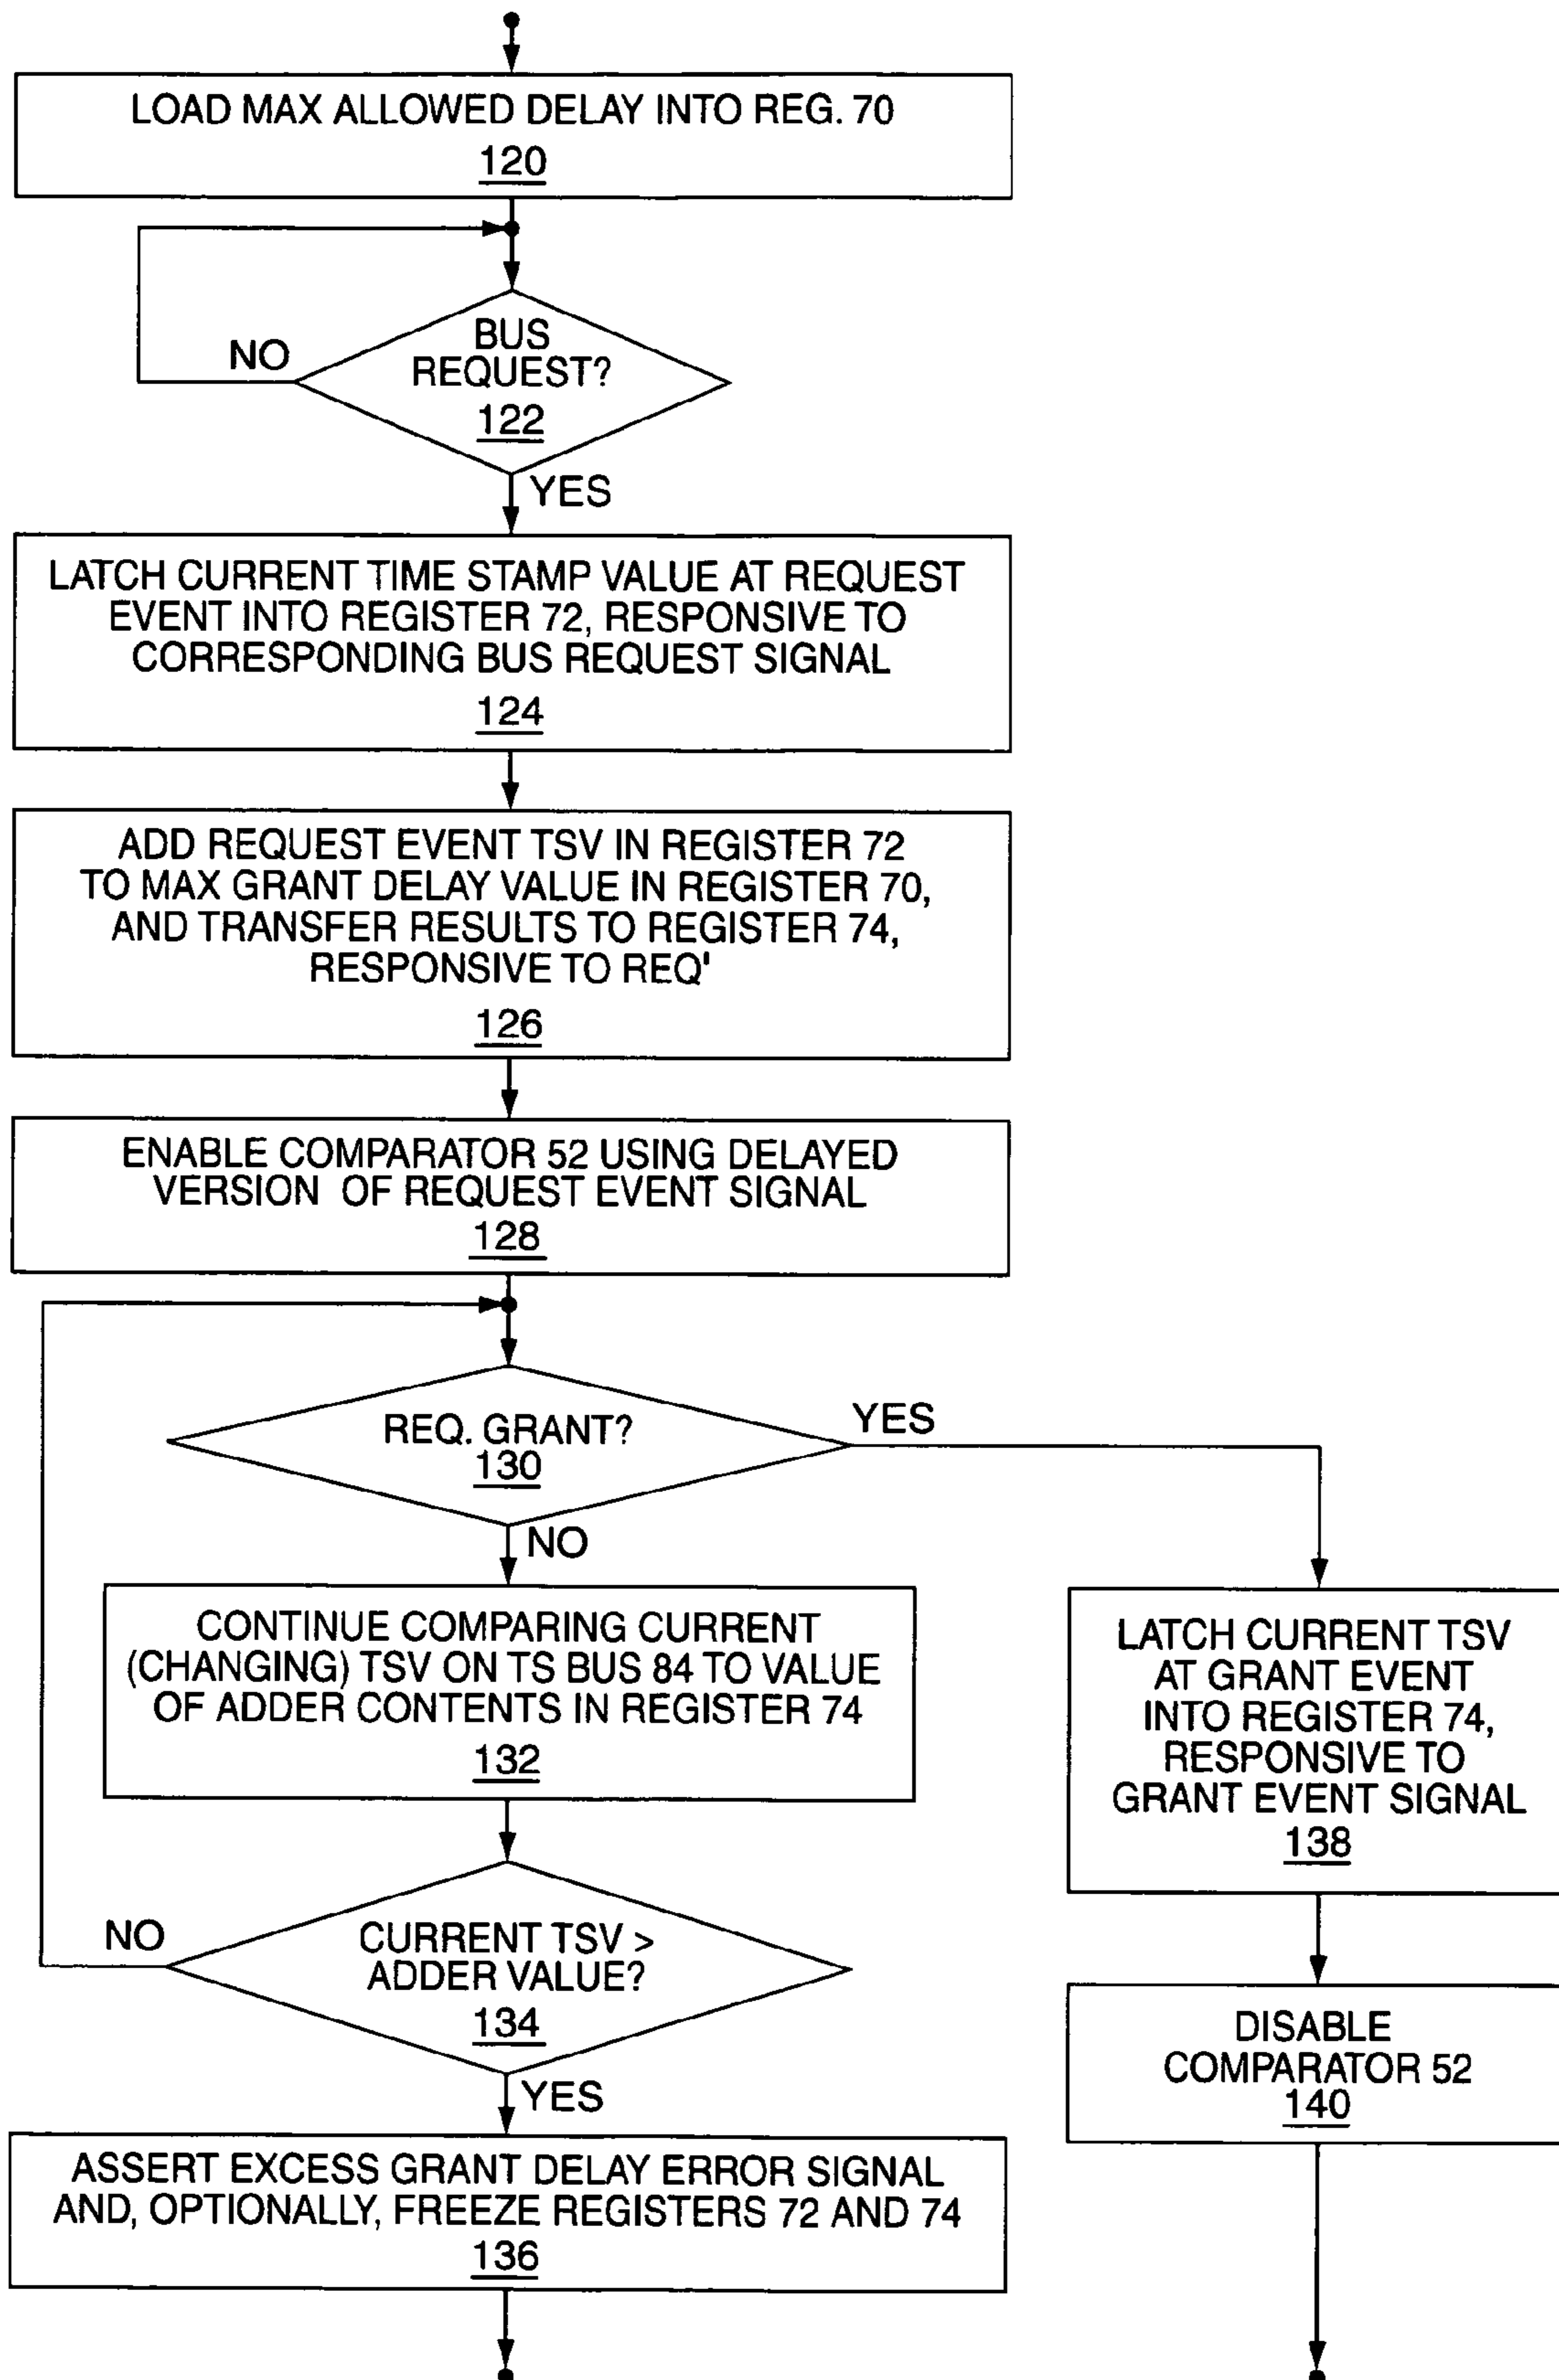 LOAD MAX ALLOWED DELAY INTO REG. 70
120
NO
BUS
REQUEST?
122
YES
LATCH CURRENT TIME STAMP VALUE AT REQUEST
EVENT INTO REGISTER 72, RESPONSIVE TO
CORRESPONDING BUS REQUEST SIGNAL
124
ADD REQUEST EVENT TSV IN REGISTER 72
TO MAX GRANT DELAY VALUE IN REGISTER 70,
AND TRANSFER RESULTS TO REGISTER 74,
RESPONSIVE TO REQ'
126
ENABLE COMPARATOR 52 USING DELAYED
VERSION OF REQUEST EVENT SIGNAL
128
REQ. GRANT?
130
YES
NO
CONTINUE COMPARING CURRENT
(CHANGING) TSV ON TS BUS 84 TO VALUE
OF ADDER CONTENTS IN REGISTER 74
132
LATCH CURRENT TSV
AT GRANT EVENT
INTO REGISTER 74,
RESPONSIVE TO
GRANT EVENT SIGNAL
138
NO
CURRENT TSV >
ADDER VALUE?
134
YES
DISABLE
COMPARATOR 52
140
ASSERT EXCESS GRANT DELAY ERROR SIGNAL
AND, OPTIONALLY, FREEZE REGISTERS 72 AND 74
136